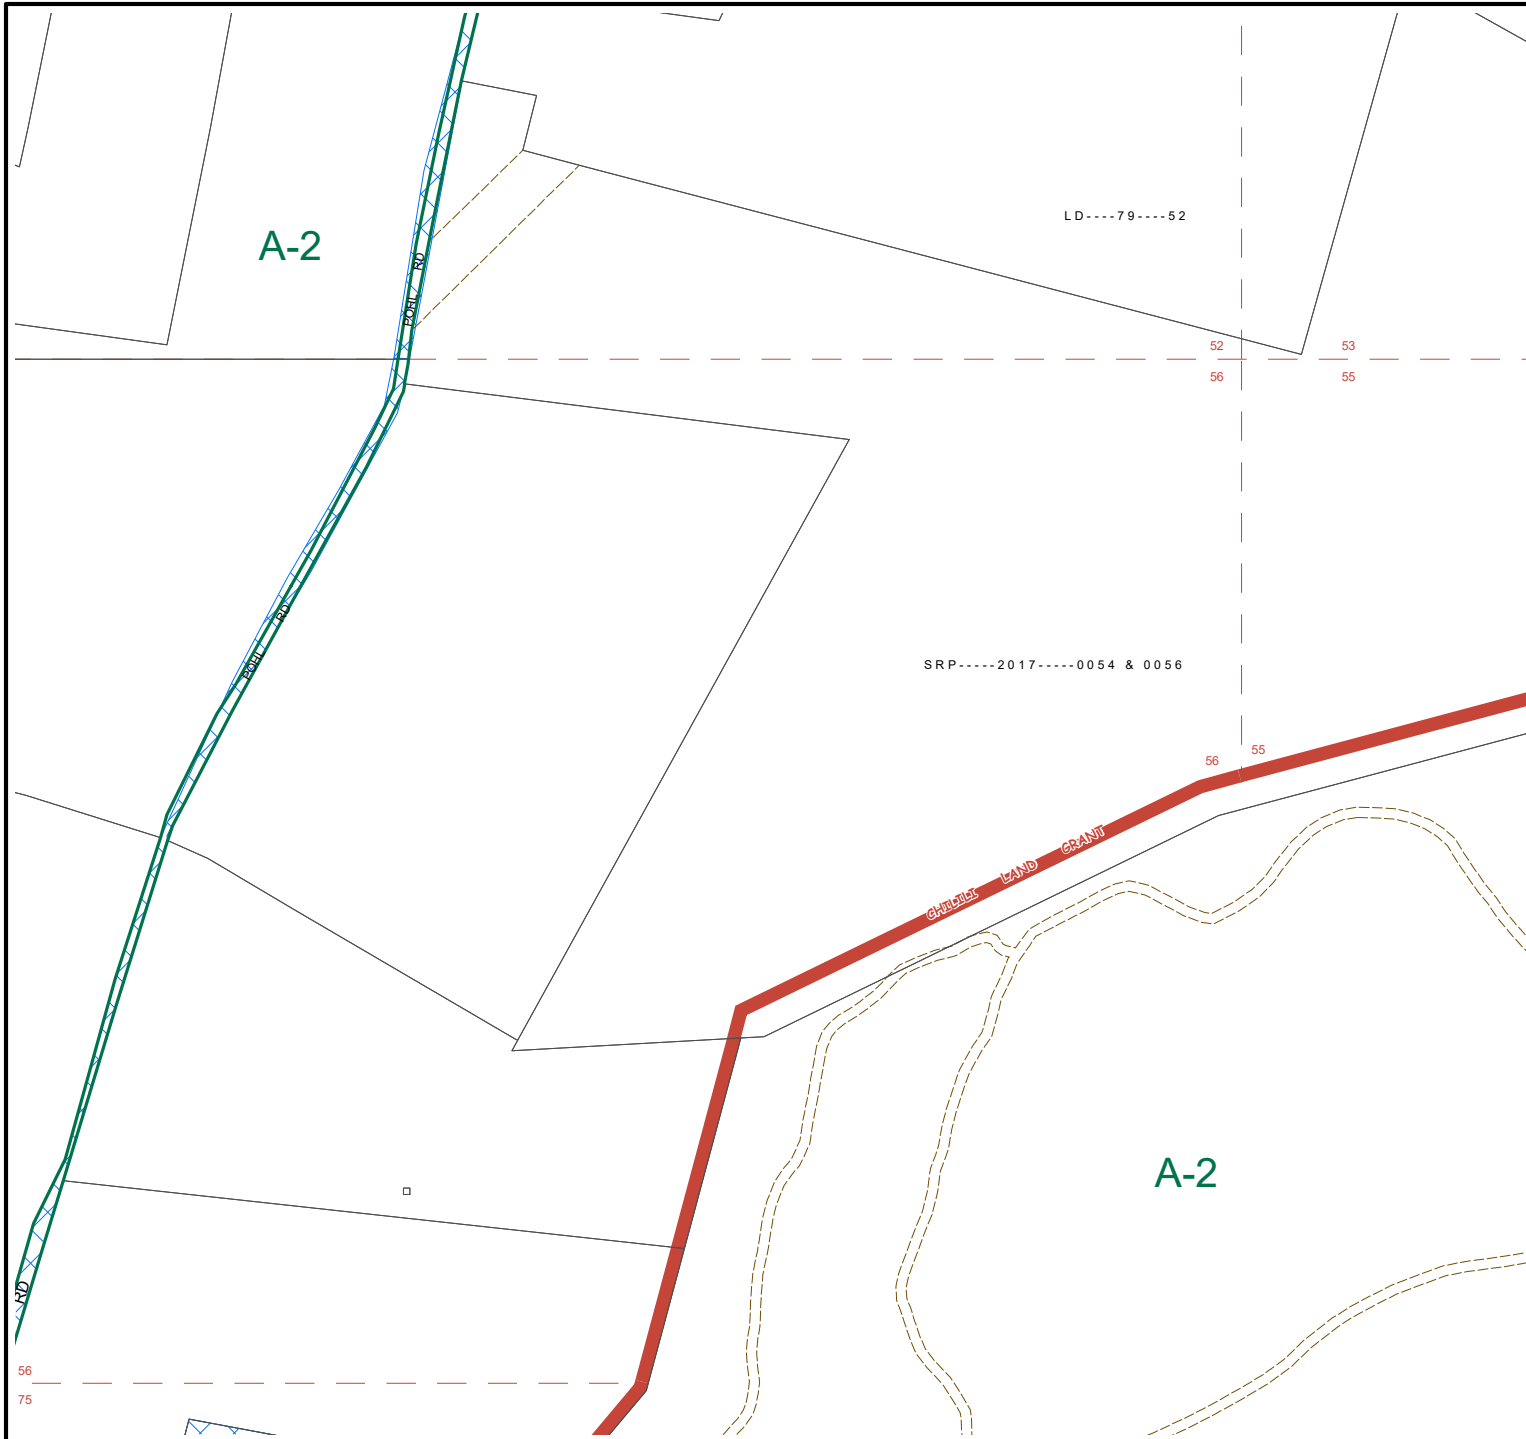 LD----79----52
A-2
POHL RD
52 53
56 55
POHL RD
SRP-----2017-----0054 & 0056
56 55
CHILILI LAND GRANT
A-2
RD
56
75